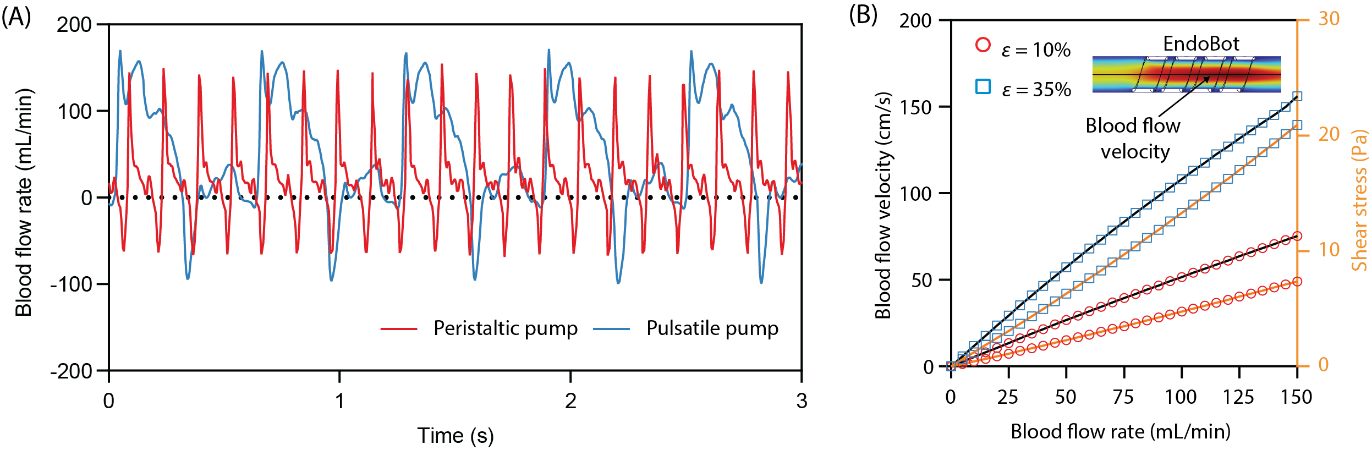 (A)
200
100
0
-100
-200
Blood flow rate (mL/min)
Peristaltic pump
Pulsatile pump
0
1
2
3
Time (s)
(B)
200
150
100
50
0
Blood flow velocity (cm/s)
ε = 10%
ε = 35%
EndoBot
Blood flow
velocity
30
20
10
0
Shear stress (Pa)
0
25
50
75
100
125
150
Blood flow rate (mL/min)